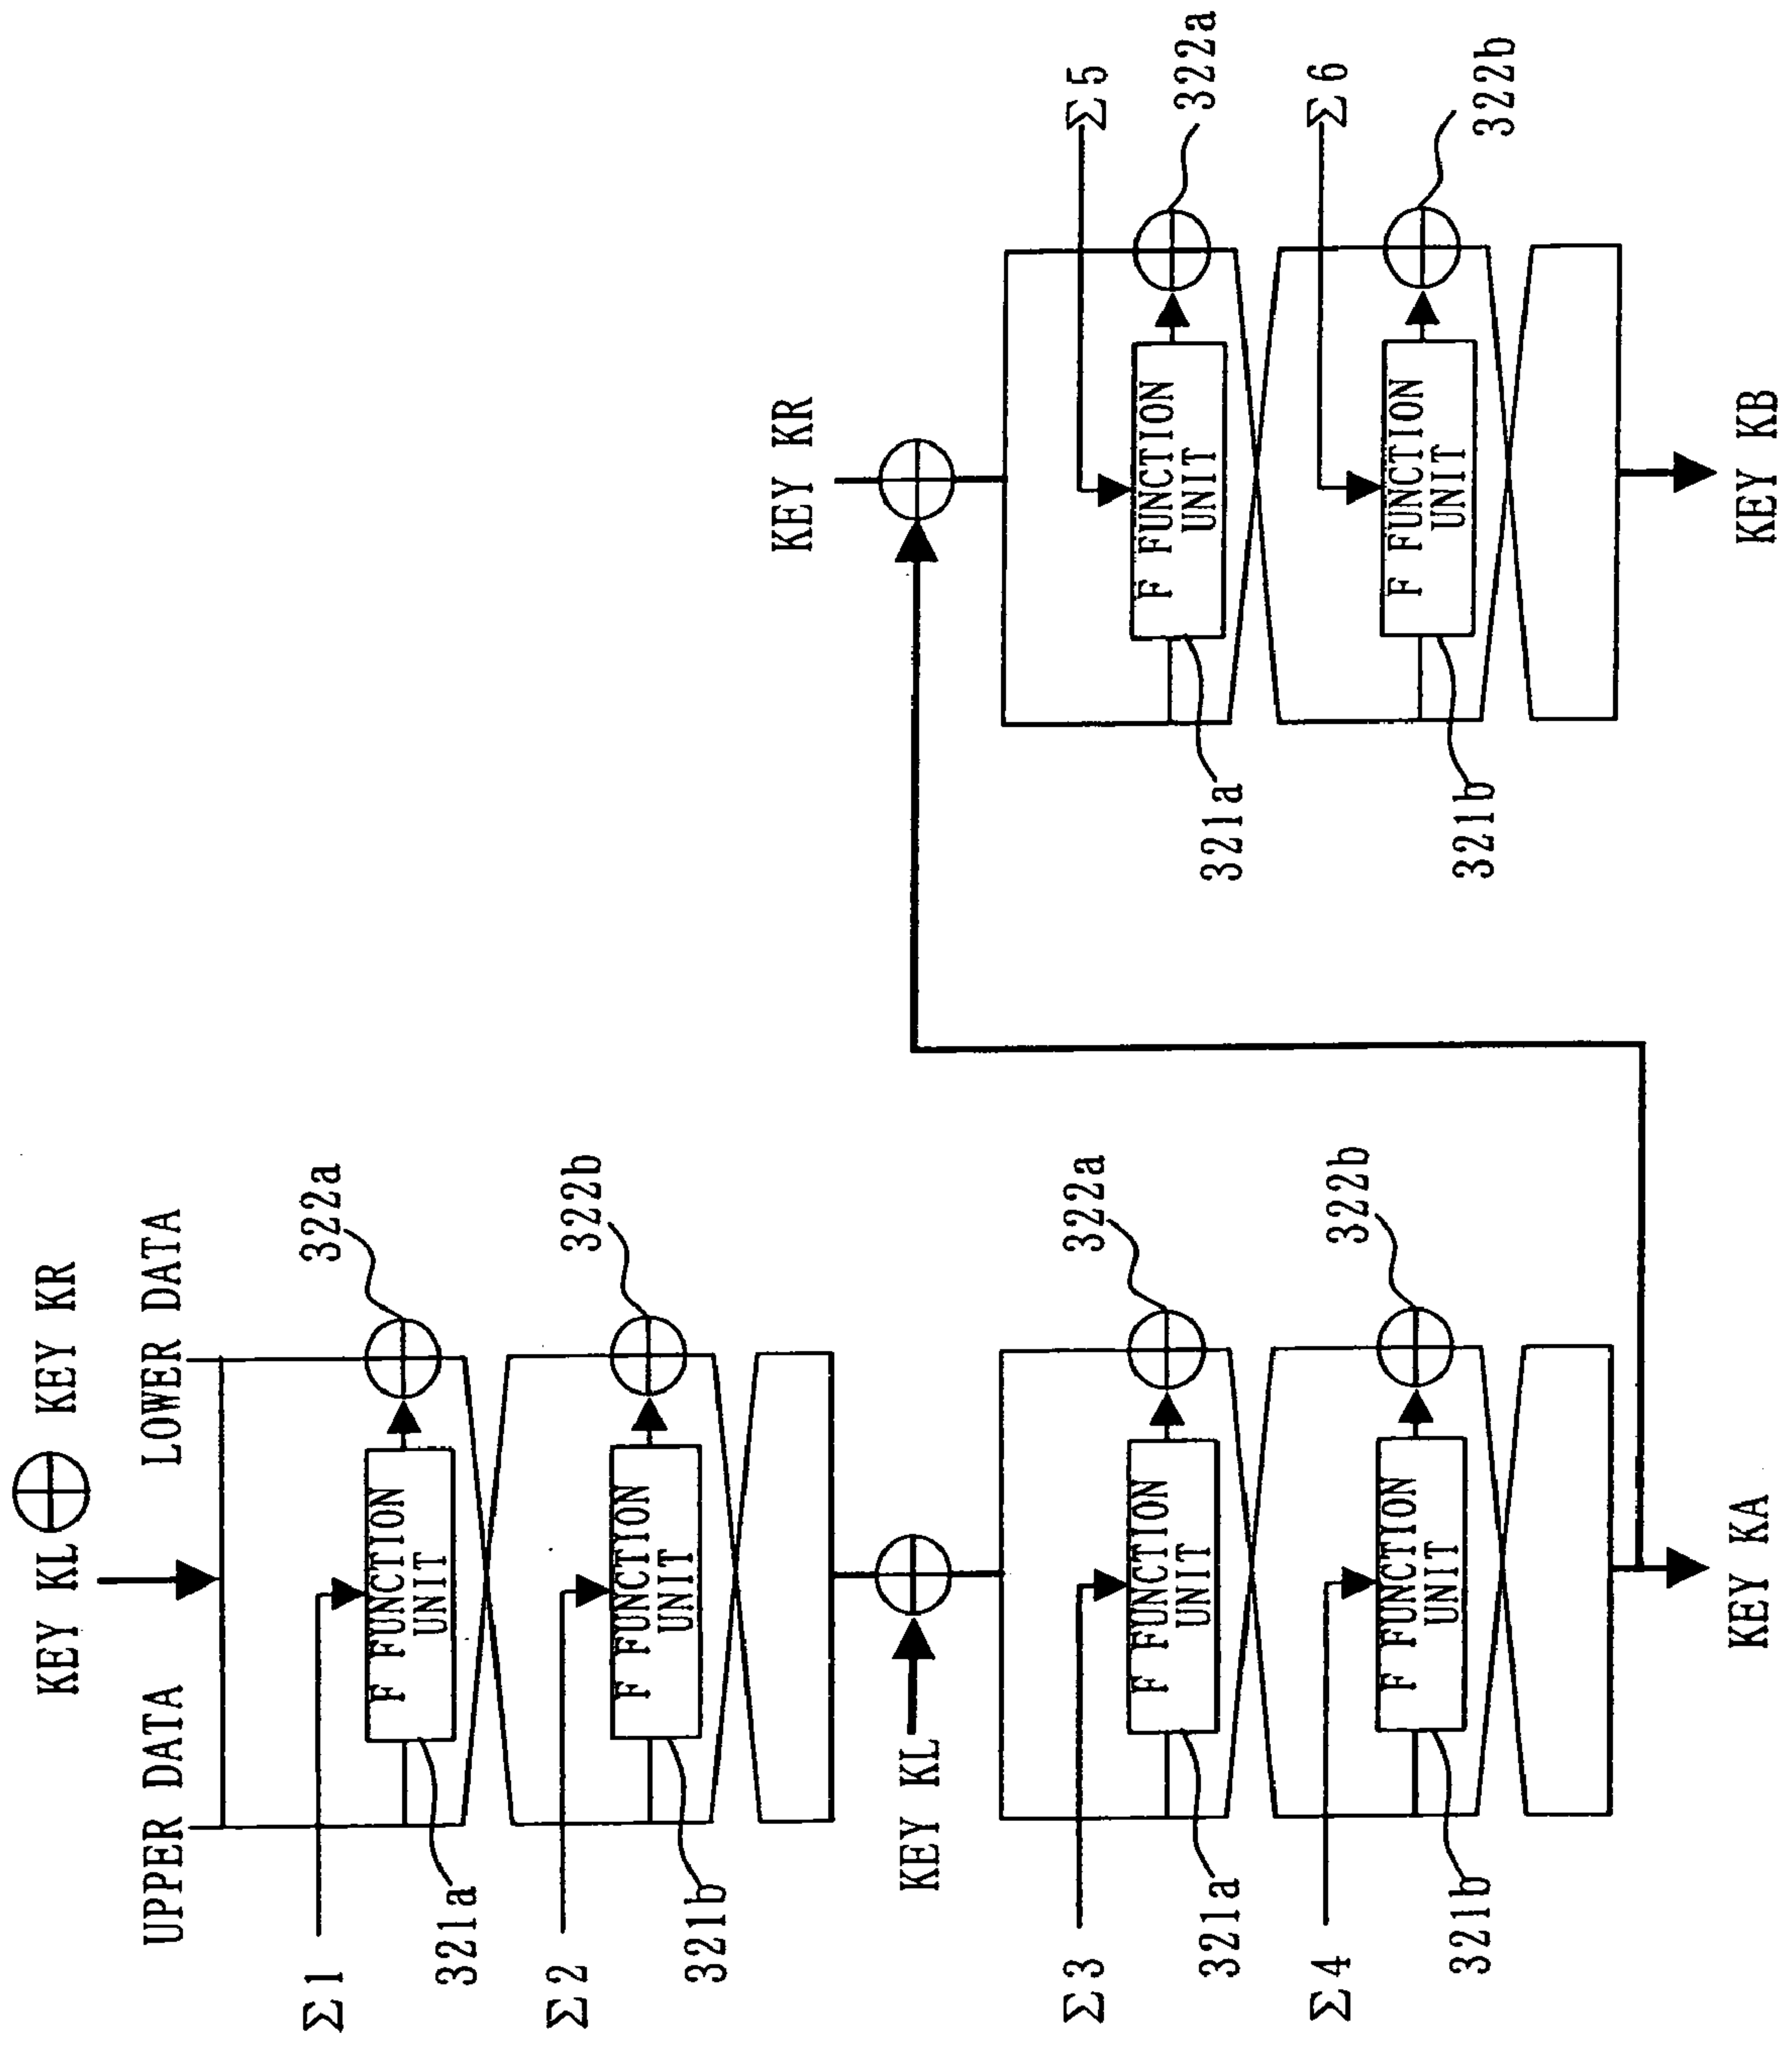 KEY KL ⊕ KEY KR
UPPER DATA
LOWER DATA
Σ1
F FUNCTION
UNIT
321a
322a
Σ2
F FUNCTION
UNIT
321b
322b
KEY KL
Σ3
F FUNCTION
UNIT
321a
322a
Σ4
F FUNCTION
UNIT
321b
322b
KEY KA
KEY KR
Σ5
F FUNCTION
UNIT
321a
322a
Σ6
F FUNCTION
UNIT
321b
322b
KEY KB